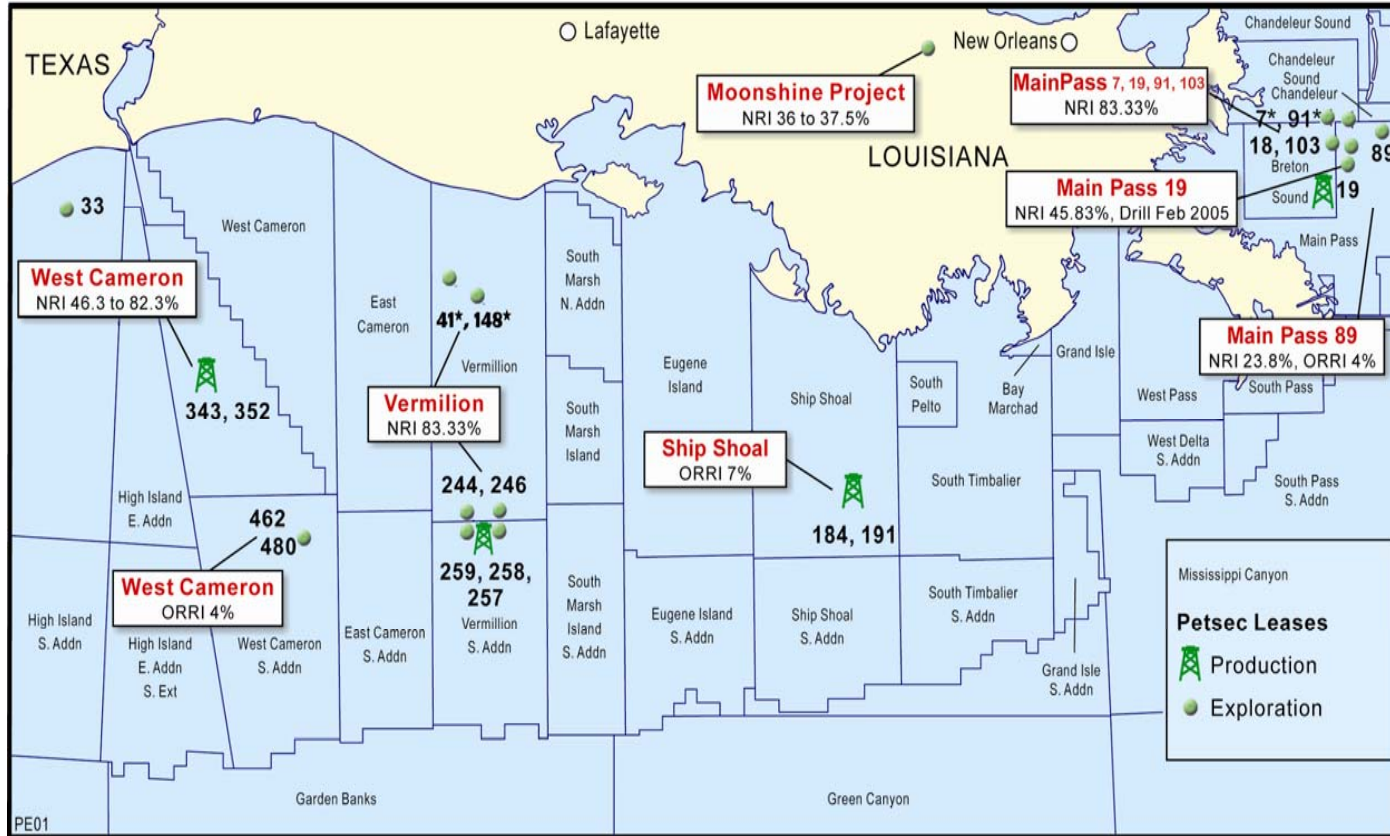 TEXAS
Lafayette
New Orleans
Chandeleur Sound
Chandeleur
Sound
Chandeleur
Moonshine Project
NRI 36 to 37.5%
MainPass 7, 19, 91, 103
NRI 83.33%
7* 91*
18, 103
89
LOUISIANA
Breton
Sound
19
Main Pass 19
NRI 45.83%, Drill Feb 2005
Main Pass
33
West Cameron
West Cameron
NRI 46.3 to 82.3%
343, 352
East
Cameron
41*, 148*
Vermillion
Vermilion
NRI 83.33%
244, 246
259, 258,
257
Vermillion
S. Addn
South
Marsh
N. Addn
South
Marsh
Island
South
Marsh
Island
S. Addn
Eugene
Island
Ship Shoal
Ship Shoal
ORRI 7%
184, 191
South
Pelto
Bay
Marchad
Grand Isle
Main Pass 89
NRI 23.8%, ORRI 4%
West Pass
South Pass
West Delta
S. Addn
South Pass
S. Addn
South Timbalier
High Island
E. Addn
462
480
West Cameron
ORRI 4%
High Island
S. Addn
High Island
E. Addn
S. Ext
West Cameron
S. Addn
East Cameron
S. Addn
Eugene Island
S. Addn
Ship Shoal
S. Addn
South Timbalier
S. Addn
Grand Isle
S. Addn
Mississippi Canyon
Petsec Leases
Production
Exploration
Garden Banks
Green Canyon
PE01